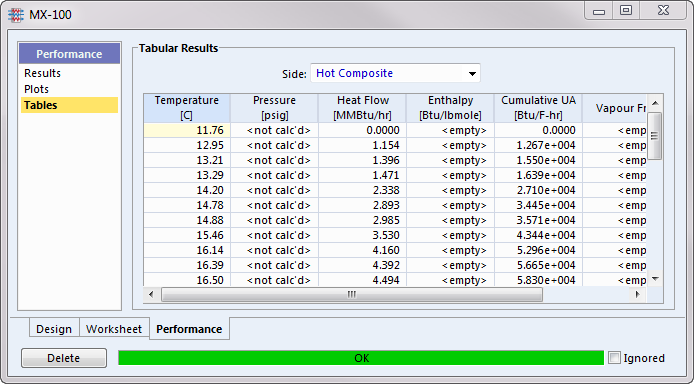 MX-100
Performance
Results
Plots
Tables
Tabular Results
Side: Hot Composite
Temperature Pressure Heat Flow Enthalpy Cumulative UA Vapour Fr
[C] [psig] [MMBtu/hr] [Btu/lbmole] [Btu/F-hr]
11.76 <not calc'd> 0.0000 <empty> 0.0000 <emp
12.95 <not calc'd> 1.154 <empty> 1.267e+004 <emp
13.21 <not calc'd> 1.396 <empty> 1.550e+004 <emp
13.29 <not calc'd> 1.471 <empty> 1.639e+004 <emp
14.20 <not calc'd> 2.338 <empty> 2.710e+004 <emp
14.78 <not calc'd> 2.893 <empty> 3.445e+004 <emp
14.88 <not calc'd> 2.985 <empty> 3.571e+004 <emp
15.46 <not calc'd> 3.530 <empty> 4.344e+004 <emp
16.14 <not calc'd> 4.160 <empty> 5.296e+004 <emp
16.39 <not calc'd> 4.392 <empty> 5.665e+004 <emp
16.50 <not calc'd> 4.494 <empty> 5.830e+004 <emp
Design Worksheet Performance
Delete OK Ignored